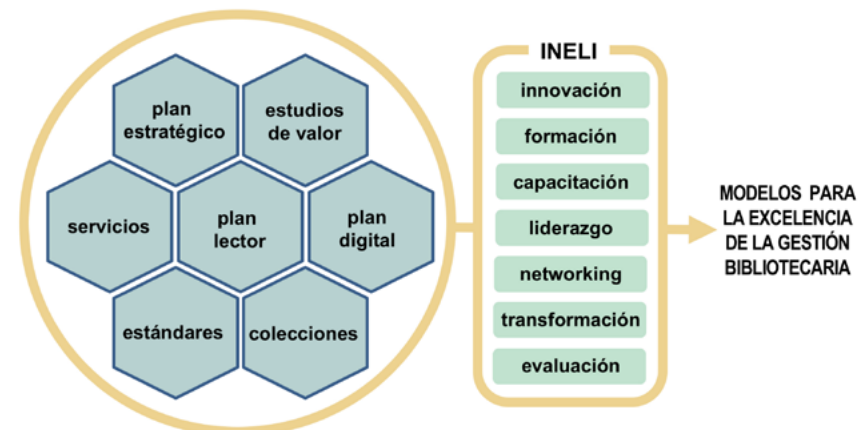 plan
estratégico
estudios
de valor
servicios
plan
lector
plan
digital
estándares
colecciones
INELI
innovación
formación
capacitación
liderazgo
networking
transformación
evaluación
MODELOS PARA
LA EXCELENCIA
DE LA GESTIÓN
BIBLIOTECARIA